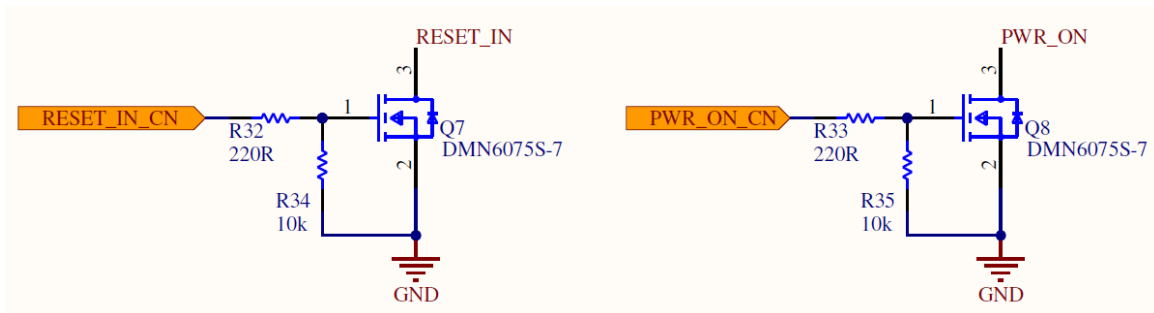 RESET_IN
3
RESET_IN_CN
1
R32
220R
Q7
DMN6075S-7
2
R34
10k
GND
PWR_ON
3
PWR_ON_CN
1
R33
220R
Q8
DMN6075S-7
2
R35
10k
GND